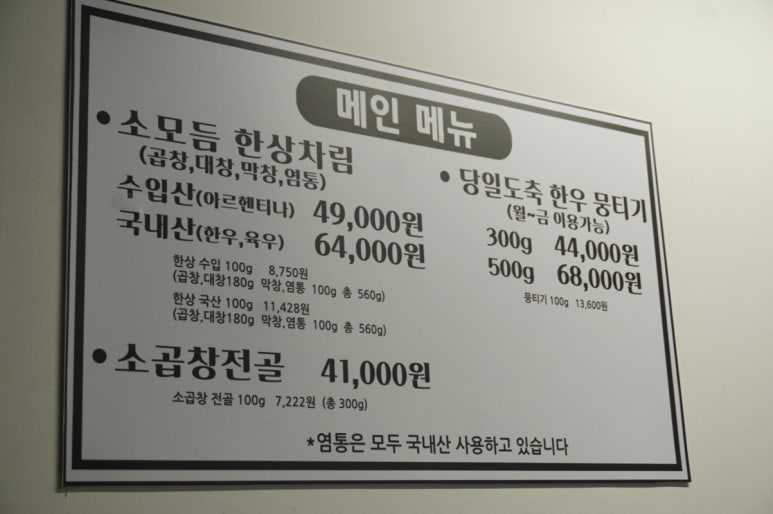 메인 메뉴
• 소모듬 한상차림
(곱창,대창,막창,염통)
수입산(아르헨티나) 49,000원
국내산(한우,육우) 64,000원
한상 수입 100g 8,750원
(곱창,대창180g 막창,염통 100g 총 560g)
한상 국산 100g 11,428원
(곱창,대창180g 막창,염통 100g 총 560g)
• 소곱창전골 41,000원
소곱창 전골 100g 7,222원 (총 300g)
• 당일도축 한우 뭉티기
(월~금 이용가능)
300g 44,000원
500g 68,000원
뭉티기 100g 13,600원
*염통은 모두 국내산 사용하고 있습니다